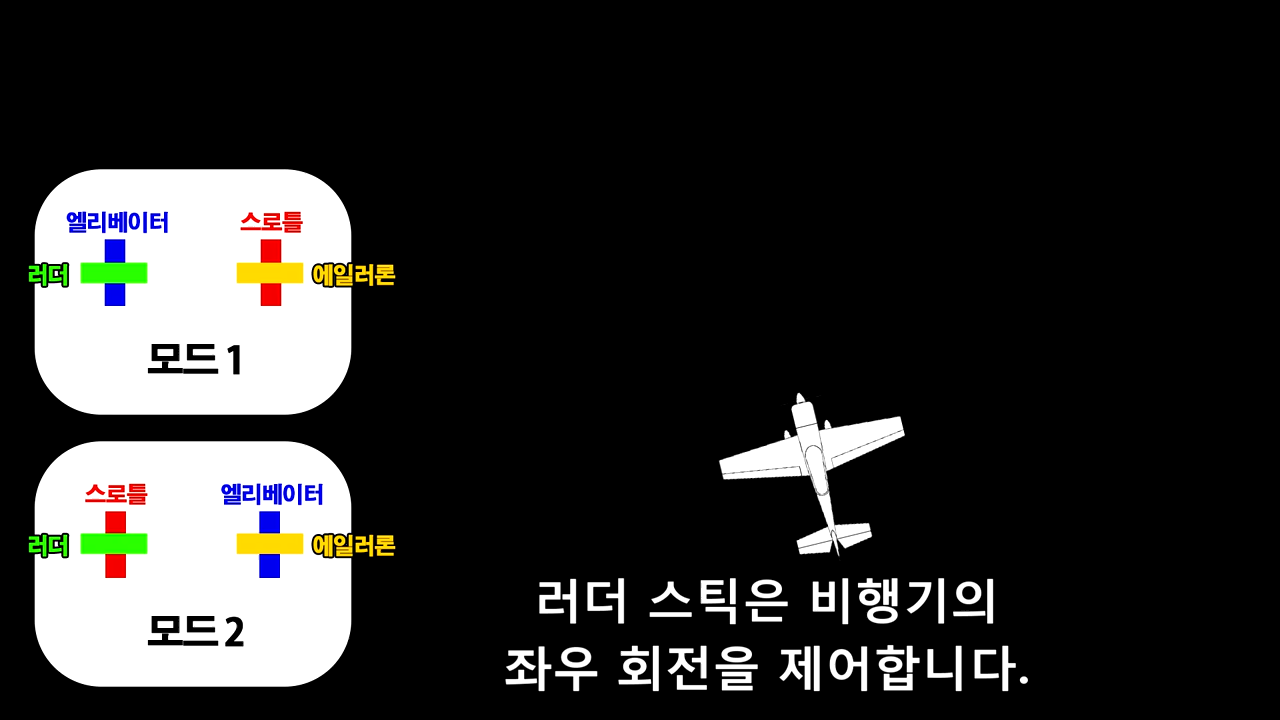 엘리베이터 스로틀
러더 에일러론
모드 1
스로틀 엘리베이터
러더 에일러론
모드 2
러더 스틱은 비행기의
좌우 회전을 제어합니다.